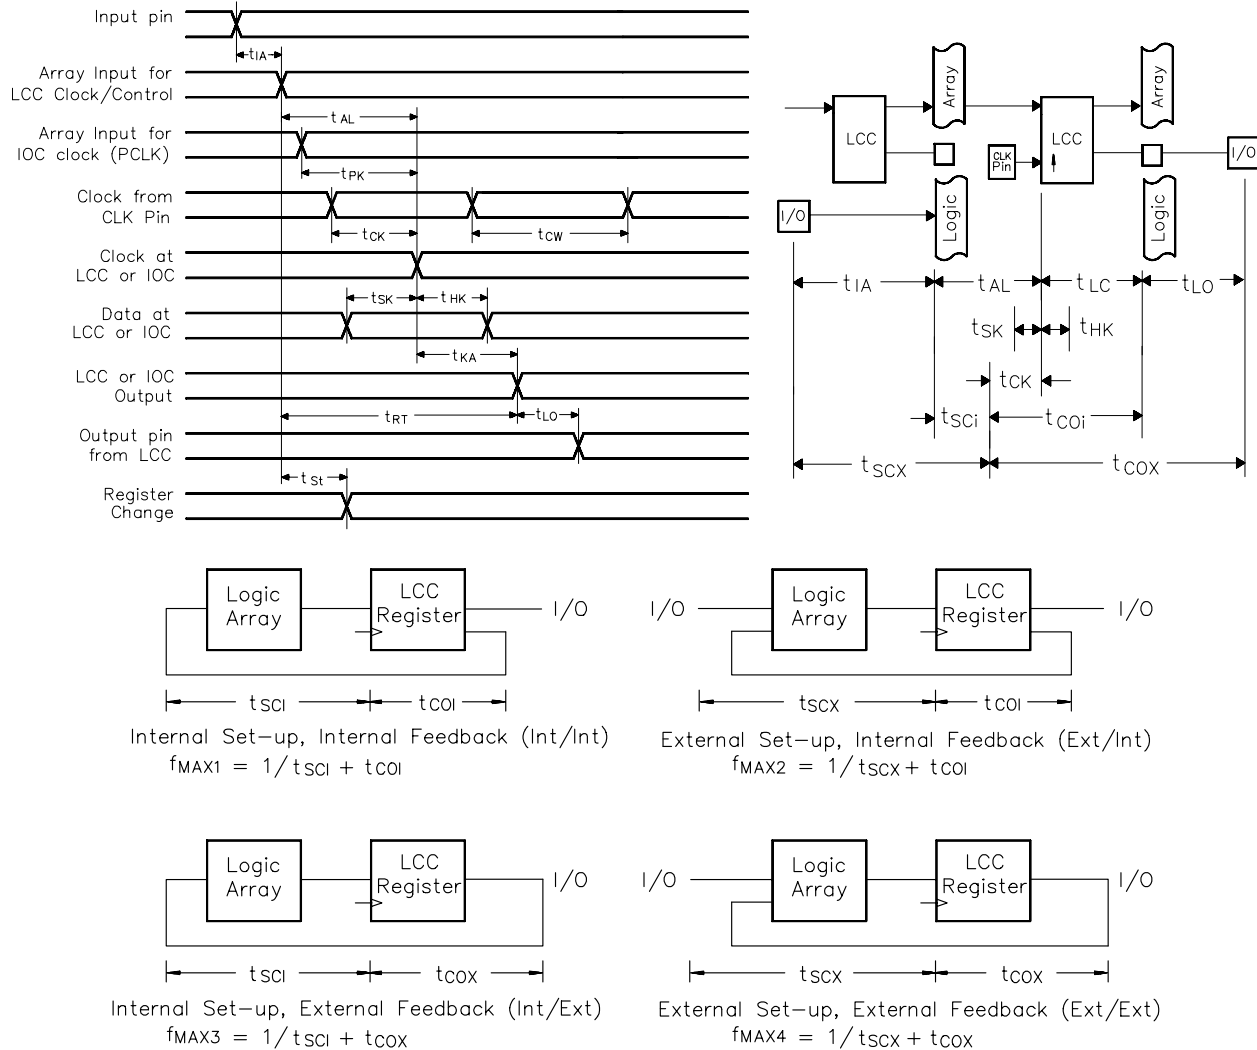 Input pin
tIA
Array Input for
LCC Clock/Control
tAL
Array Input for
IOC clock (PCLK)
tPK
Clock from
CLK Pin
tCK
tCW
Clock at
LCC or IOC
tSK
tHK
Data at
LCC or IOC
tKA
LCC or IOC
Output
tRT
tLO
Output pin
from LCC
tSt
Register
Change
Array
Array
LCC
LCC
CLK
Pin
I/O
I/O
Logic
Logic
tIA
tAL
tLC
tLO
tSK
tHK
tCK
tSCi
tCOi
tSCX
tCOX
Logic
Array
LCC
Register
I/O
tSCI
tCOI
Internal Set-up, Internal Feedback (Int/Int)
fMAX1 = 1/tSCI + tCOI
I/O
Logic
Array
LCC
Register
I/O
tSCX
tCOI
External Set-up, Internal Feedback (Ext/Int)
fMAX2 = 1/tSCX + tCOI
Logic
Array
LCC
Register
I/O
tSCI
tCOX
Internal Set-up, External Feedback (Int/Ext)
fMAX3 = 1/tSCI + tCOX
I/O
Logic
Array
LCC
Register
I/O
tSCX
tCOX
External Set-up, External Feedback (Ext/Ext)
fMAX4 = 1/tSCX + tCOX